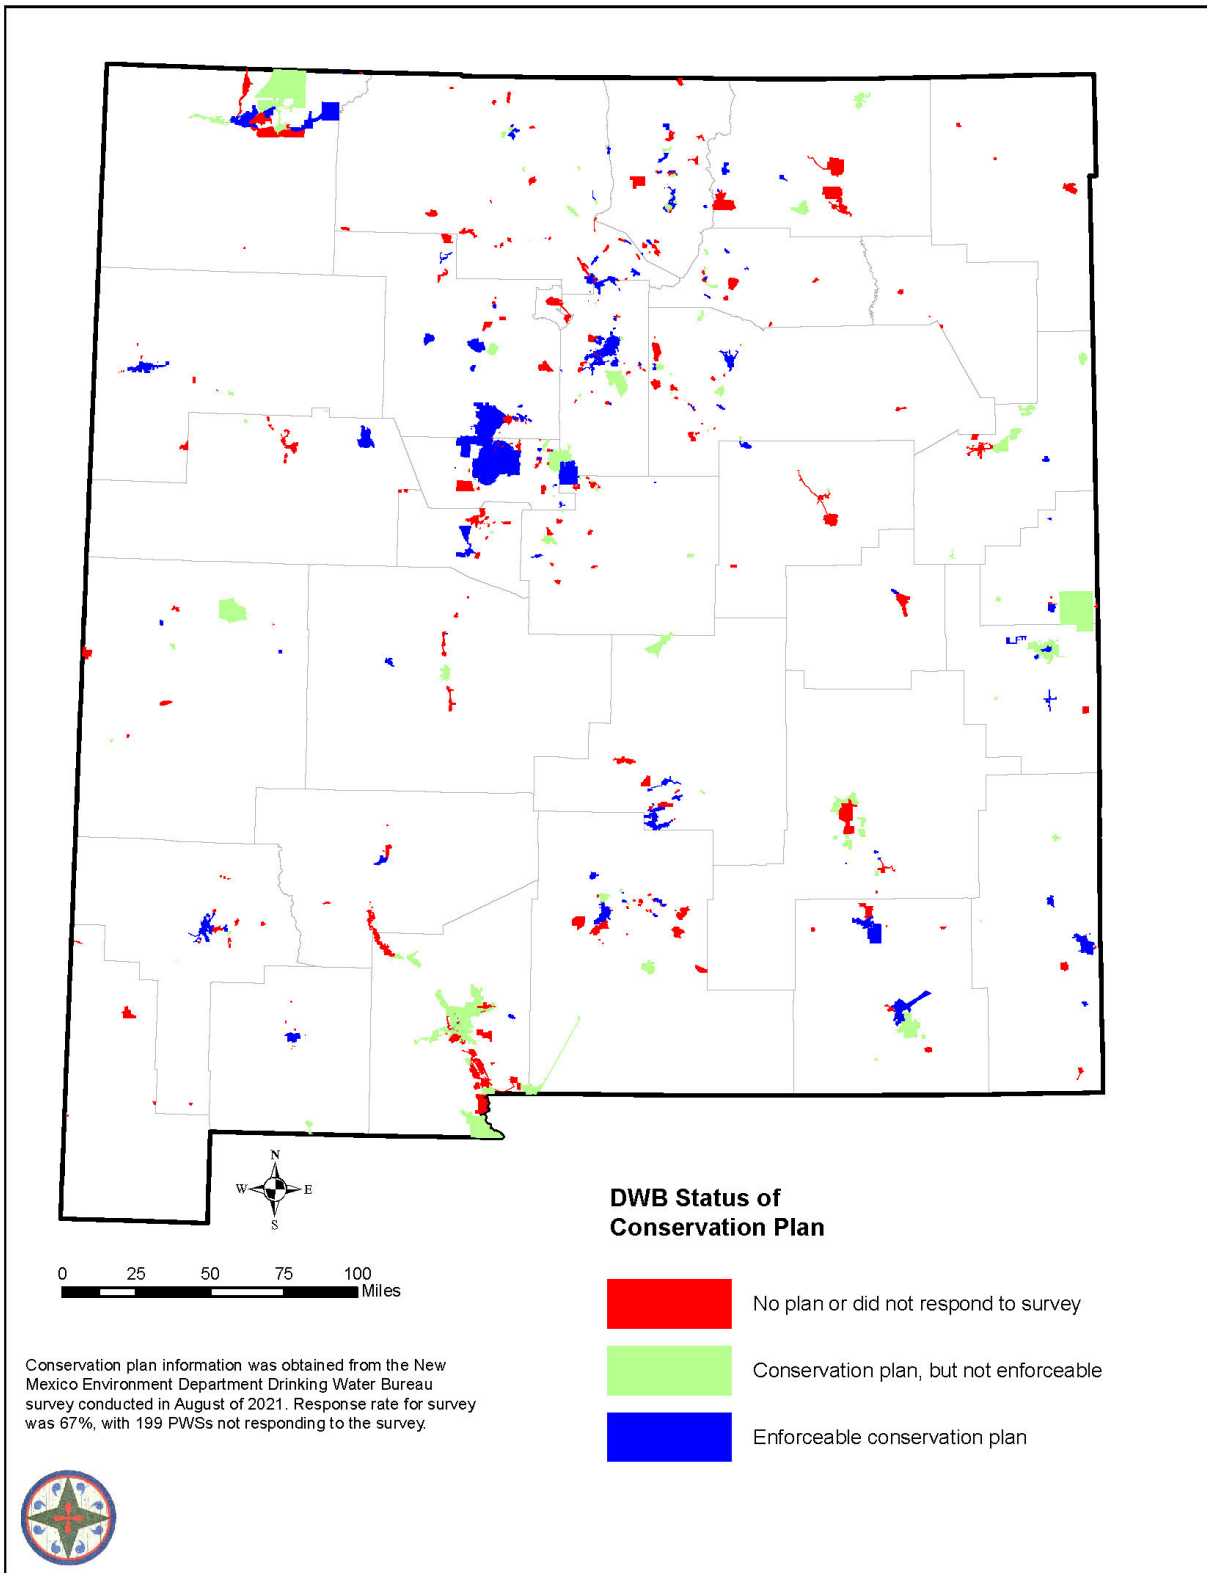 N
W
E
S
0 25 50 75 100
Miles
DWB Status of
Conservation Plan
No plan or did not respond to survey
Conservation plan, but not enforceable
Enforceable conservation plan
Conservation plan information was obtained from the New
Mexico Environment Department Drinking Water Bureau
survey conducted in August of 2021. Response rate for survey
was 67%, with 199 PWSs not responding to the survey.